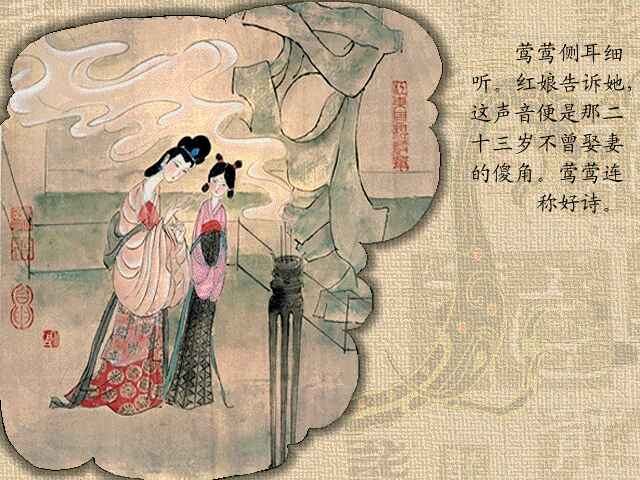 莺莺侧耳细
听。红娘告诉她,
这声音便是那二
十三岁不曾娶妻
的傻角。莺莺连
称好诗。